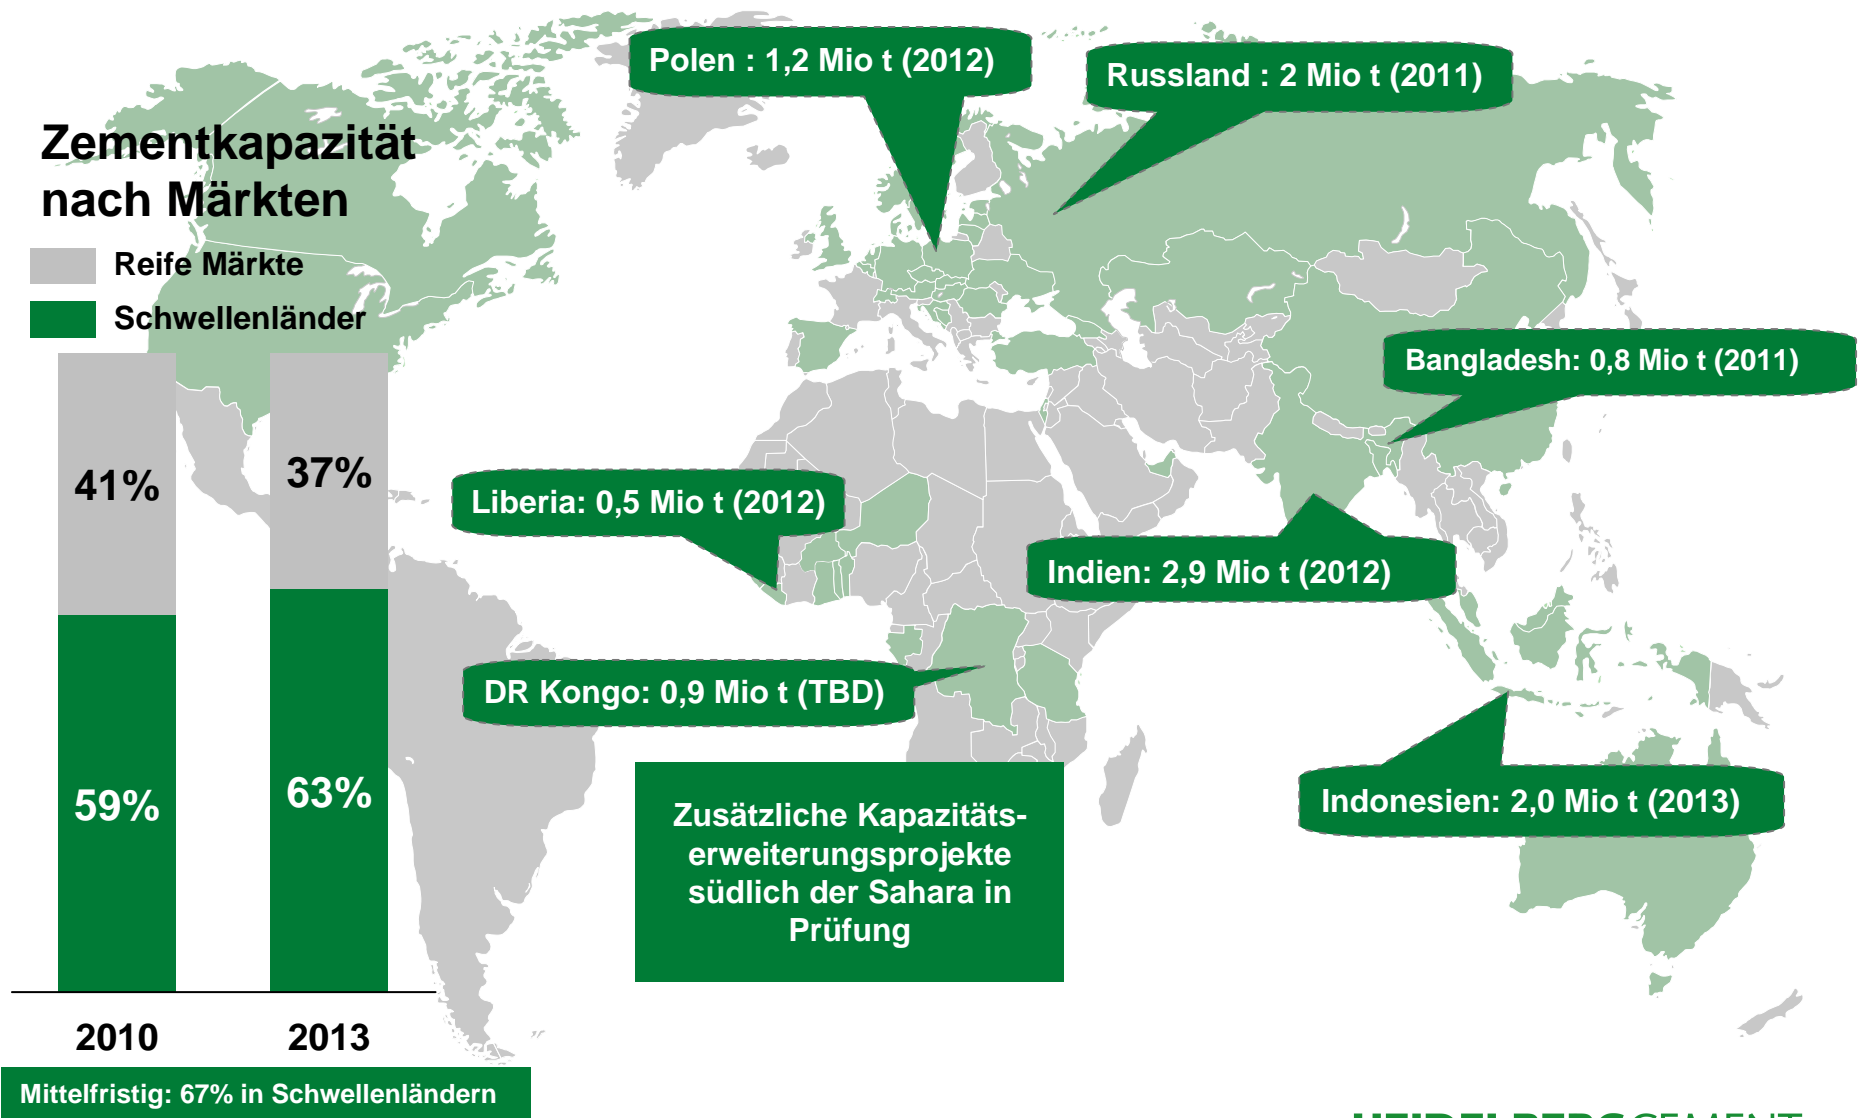 Polen : 1,2 Mio t (2012)
Russland : 2 Mio t (2011)
Zementkapazität
nach Märkten
Reife Märkte
Schwellenländer
Bangladesh: 0,8 Mio t (2011)
41%
37%
Liberia: 0,5 Mio t (2012)
Indien: 2,9 Mio t (2012)
DR Kongo: 0,9 Mio t (TBD)
59%
63%
Zusätzliche Kapazitäts-
erweiterungsprojekte
südlich der Sahara in
Prüfung
Indonesien: 2,0 Mio t (2013)
2010
2013
Mittelfristig: 67% in Schwellenländern
HEIDELBERGCEMENT